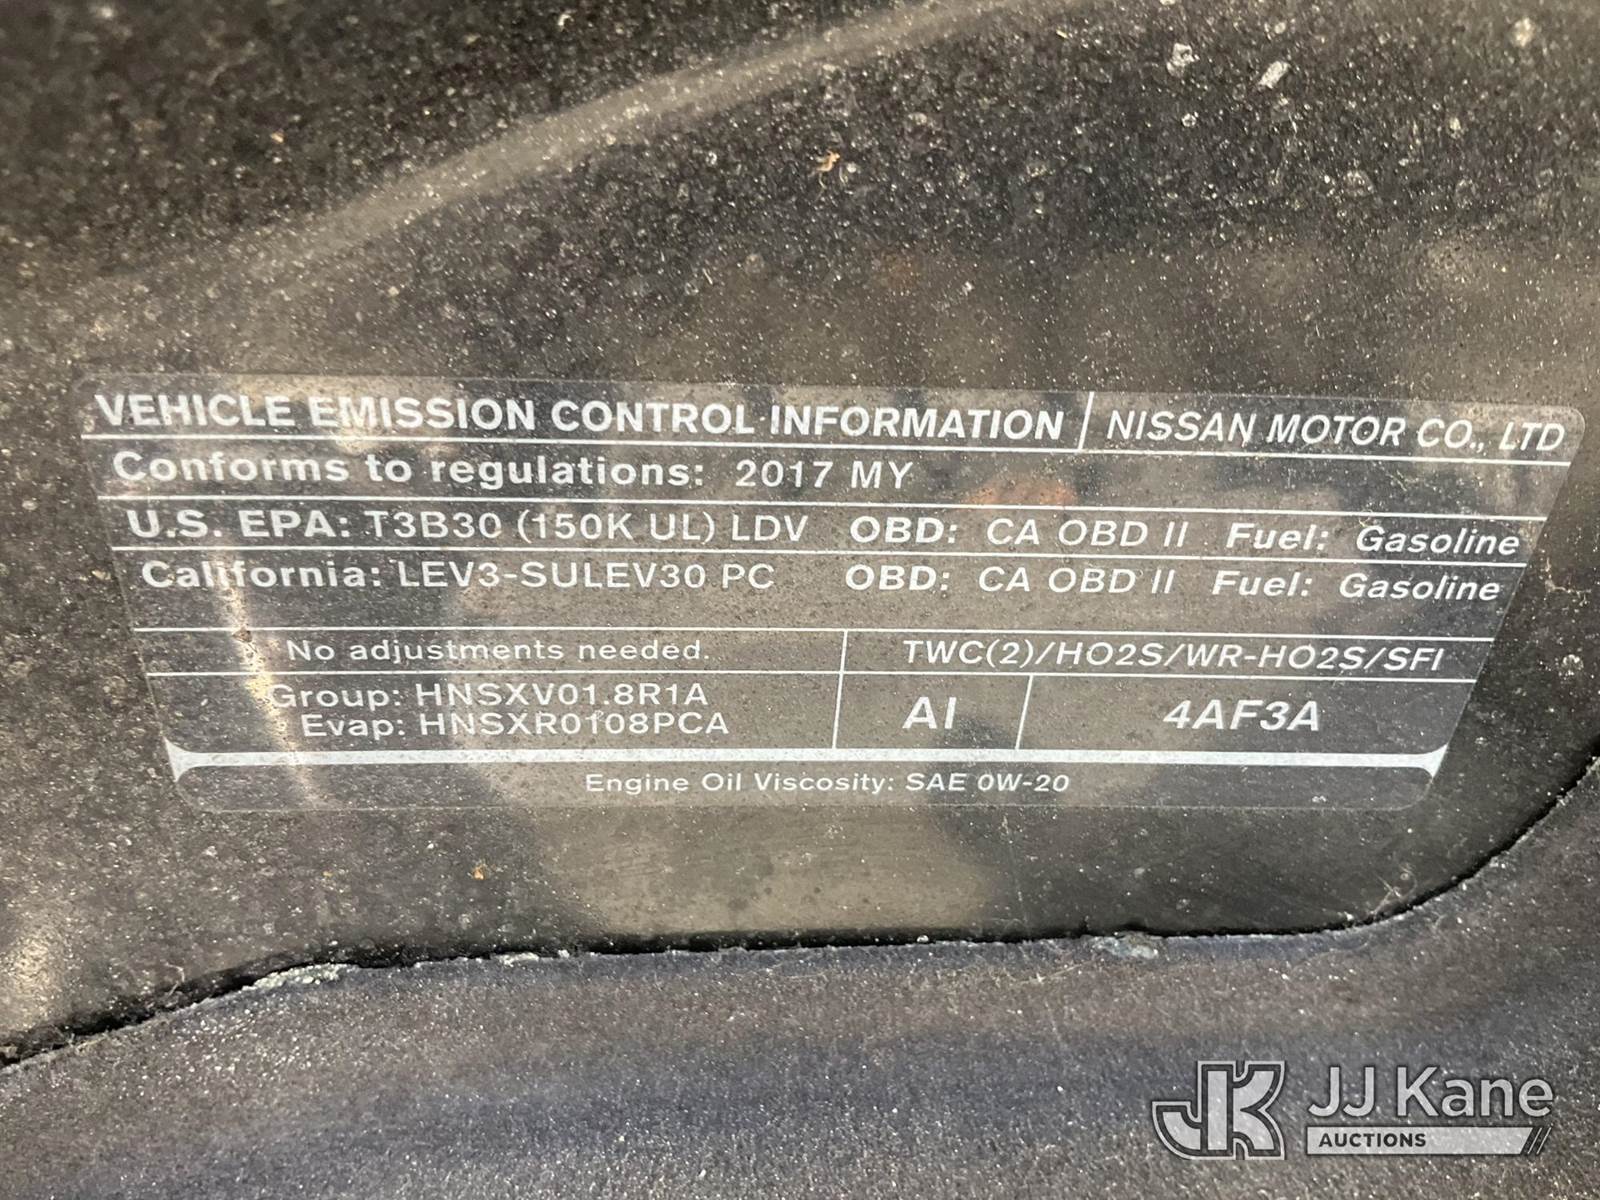 VEHICLE EMISSION CONTROL INFORMATION NISSAN MOTOR CO., LTD
Conforms to regulations: 2017 MY
U.S. EPA: T3B30 (150K UL) LDV OBD: CA OBD II Fuel: Gasoline
California: LEV3-SULEV30 PC OBD: CA OBD II Fuel: Gasoline
No adjustments needed. TWC(2)/HO2S/WR-HO2S/SFI
Group: HNSXV01.8R1A
Evap: HNSXR0108PCA
AI 4AF3A
Engine Oil Viscosity: SAE 0W-20
JK JJ Kane
AUCTIONS